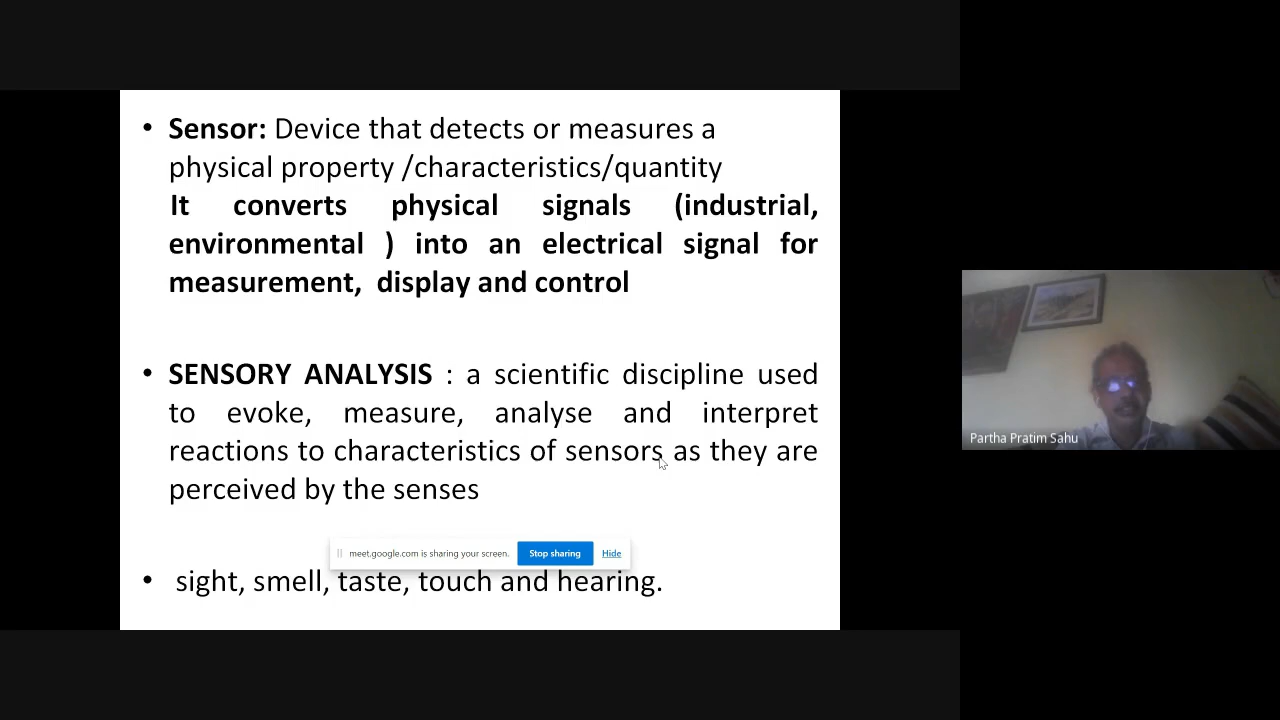 • Sensor: Device that detects or measures a
physical property /characteristics/quantity
It converts physical signals (industrial,
environmental ) into an electrical signal for
measurement, display and control
• SENSORY ANALYSIS : a scientific discipline used
to evoke, measure, analyse and interpret
reactions to characteristics of sensors as they are
perceived by the senses
meet.google.com is sharing your screen. Stop sharing Hide
• sight, smell, taste, touch and hearing.
Partha Pratim Sahu